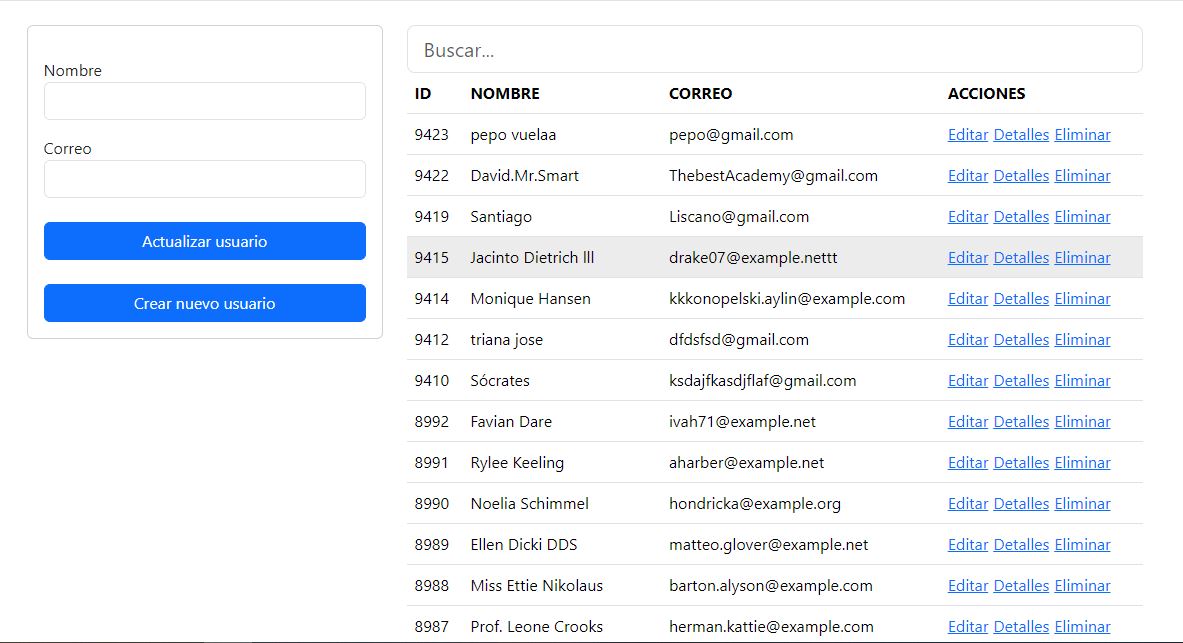 Nombre
Correo
Actualizar usuario
Crear nuevo usuario
Buscar...
ID NOMBRE CORREO ACCIONES
9423 pepo vuelaa pepo@gmail.com Editar Detalles Eliminar
9422 David.Mr.Smart ThebestAcademy@gmail.com Editar Detalles Eliminar
9419 Santiago Liscano@gmail.com Editar Detalles Eliminar
9415 Jacinto Dietrich lll drake07@example.nettt Editar Detalles Eliminar
9414 Monique Hansen kkkonopelski.aylin@example.com Editar Detalles Eliminar
9412 triana jose dfdsfsd@gmail.com Editar Detalles Eliminar
9410 Sócrates ksdajfkasdjflaf@gmail.com Editar Detalles Eliminar
8992 Favian Dare ivah71@example.net Editar Detalles Eliminar
8991 Rylee Keeling aharber@example.net Editar Detalles Eliminar
8990 Noelia Schimmel hondricka@example.org Editar Detalles Eliminar
8989 Ellen Dicki DDS matteo.glover@example.net Editar Detalles Eliminar
8988 Miss Ettie Nikolaus barton.alyson@example.com Editar Detalles Eliminar
8987 Prof. Leone Crooks herman.kattie@example.com Editar Detalles Eliminar